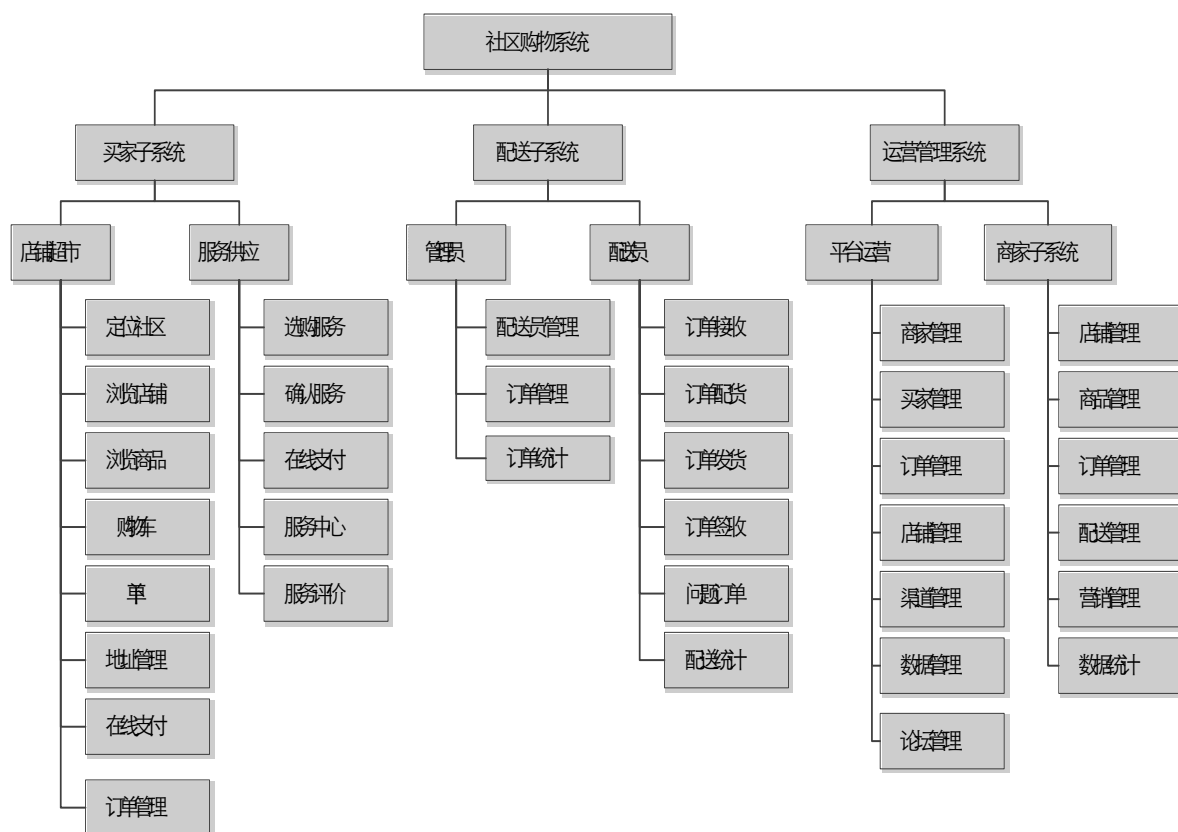 社区购物系统
买家子系统
配送子系统
运营管理系统
店铺超市
服务供应
管理员
配送员
平台运营
商家子系统
定位社区
浏览店铺
浏览商品
购物车
地址管理
在线支付
订单管理
选购服务
确认服务
在线支付
服务中心
服务评价
配送员管理
订单管理
订单统计
订单接收
订单配货
订单发货
订单签收
问题订单
配送统计
商家管理
买家管理
订单管理
店铺管理
渠道管理
数据管理
论坛管理
店铺管理
商品管理
订单管理
配送管理
营销管理
数据统计